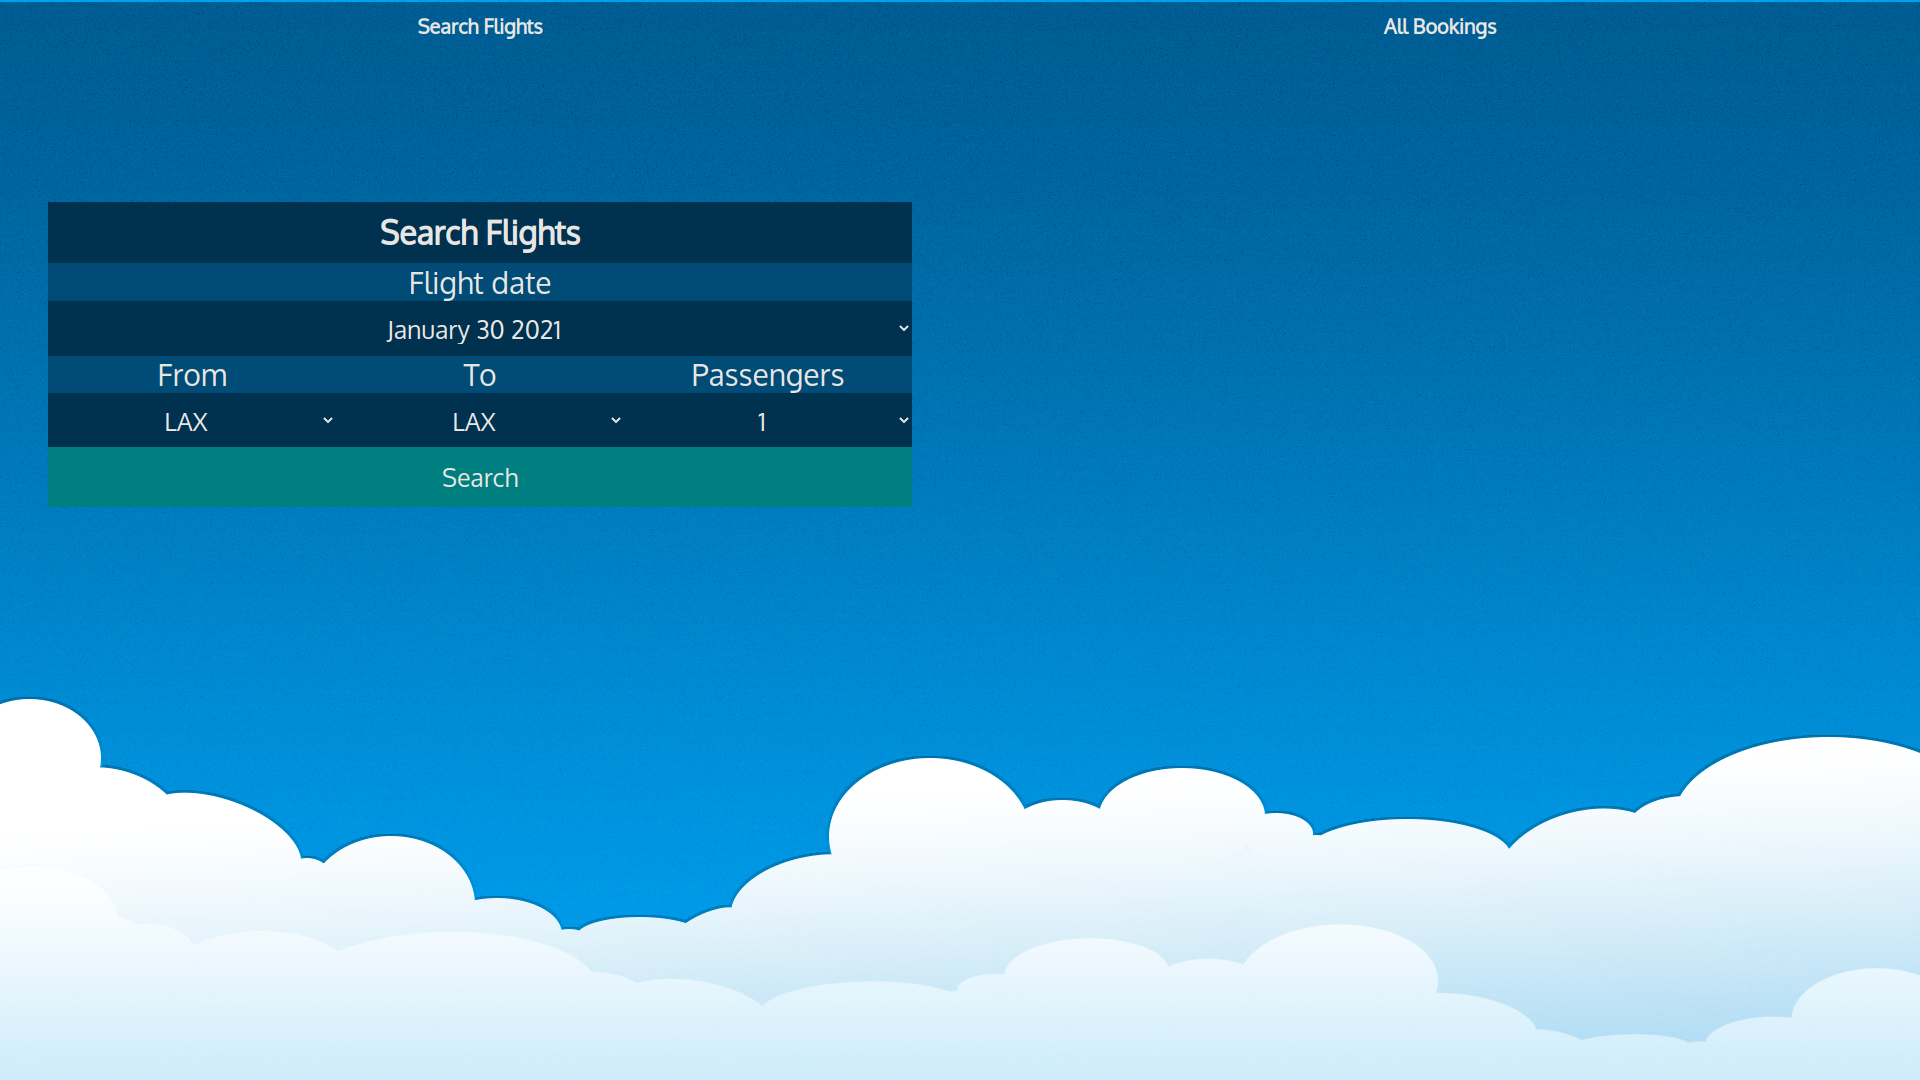 Search Flights All Bookings
Search Flights
Flight date
January 30 2021
From To Passengers
LAX LAX 1
Search